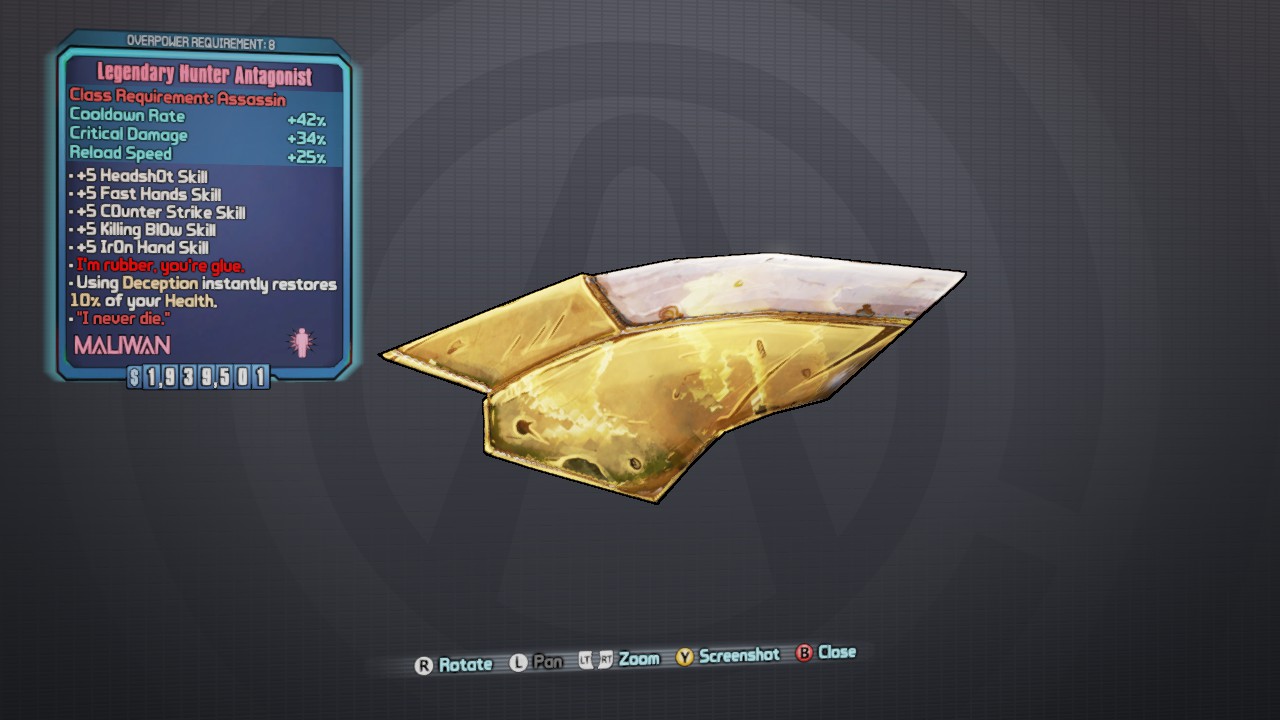 OVERPOWER REQUIREMENT: 8
Legendary Hunter Antagonist
Class Requirement: Assassin
Cooldown Rate +42%
Critical Damage +34%
Reload Speed +25%
• +5 Headsh0t Skill
• +5 Fast Hands Skill
• +5 C0unter Strike Skill
• +5 Killing Bl0w Skill
• +5 Ir0n Hand Skill
• I'm rubber, you're glue.
• Using Deception instantly restores
10% of your Health.
• "I never die."
MALIWAN
$ 1,939,501
R Rotate L Pan LT RT Zoom Y Screenshot B Close